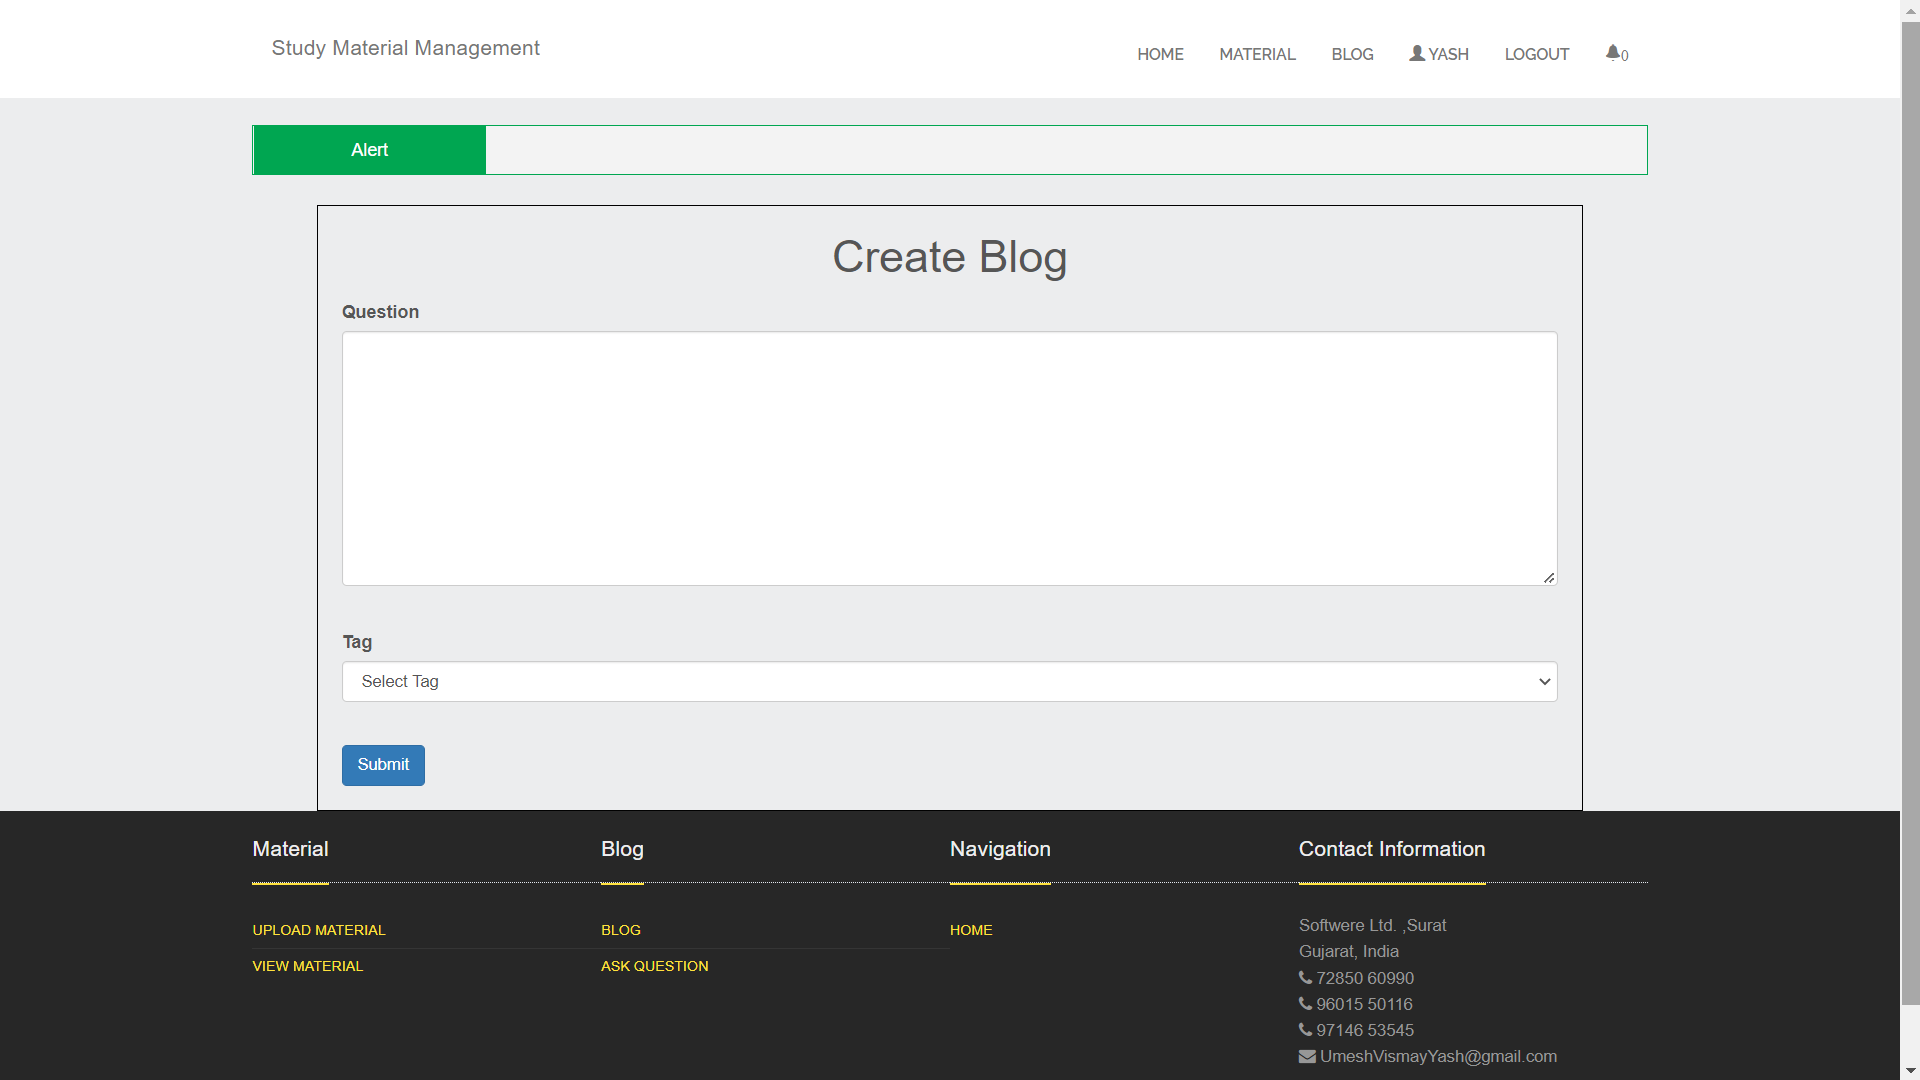 Study Material Management
HOME MATERIAL BLOG YASH LOGOUT 0
Alert
Create Blog
Question
Tag
Select Tag
Submit
Material Blog Navigation Contact Information
UPLOAD MATERIAL BLOG HOME
VIEW MATERIAL ASK QUESTION
Softwere Ltd. ,Surat
Gujarat, India
72850 60990
96015 50116
97146 53545
UmeshVismayYash@gmail.com